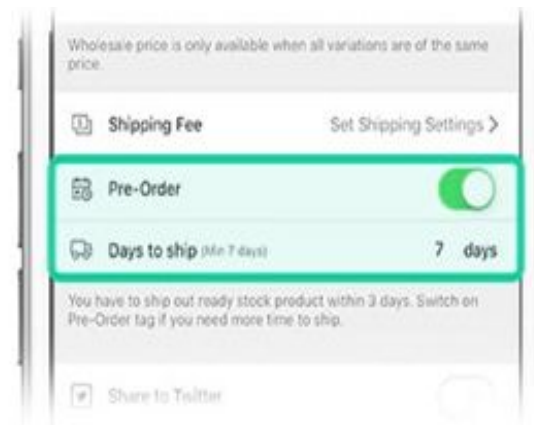 Wholesale price is only available when all variations are of the same
price.
Shipping Fee Set Shipping Settings >
Pre-Order
Days to ship (Min 7 days) 7 days
You have to ship out ready stock product within 3 days. Switch on
Pre-Order tag if you need more time to ship.
Share to Twitter